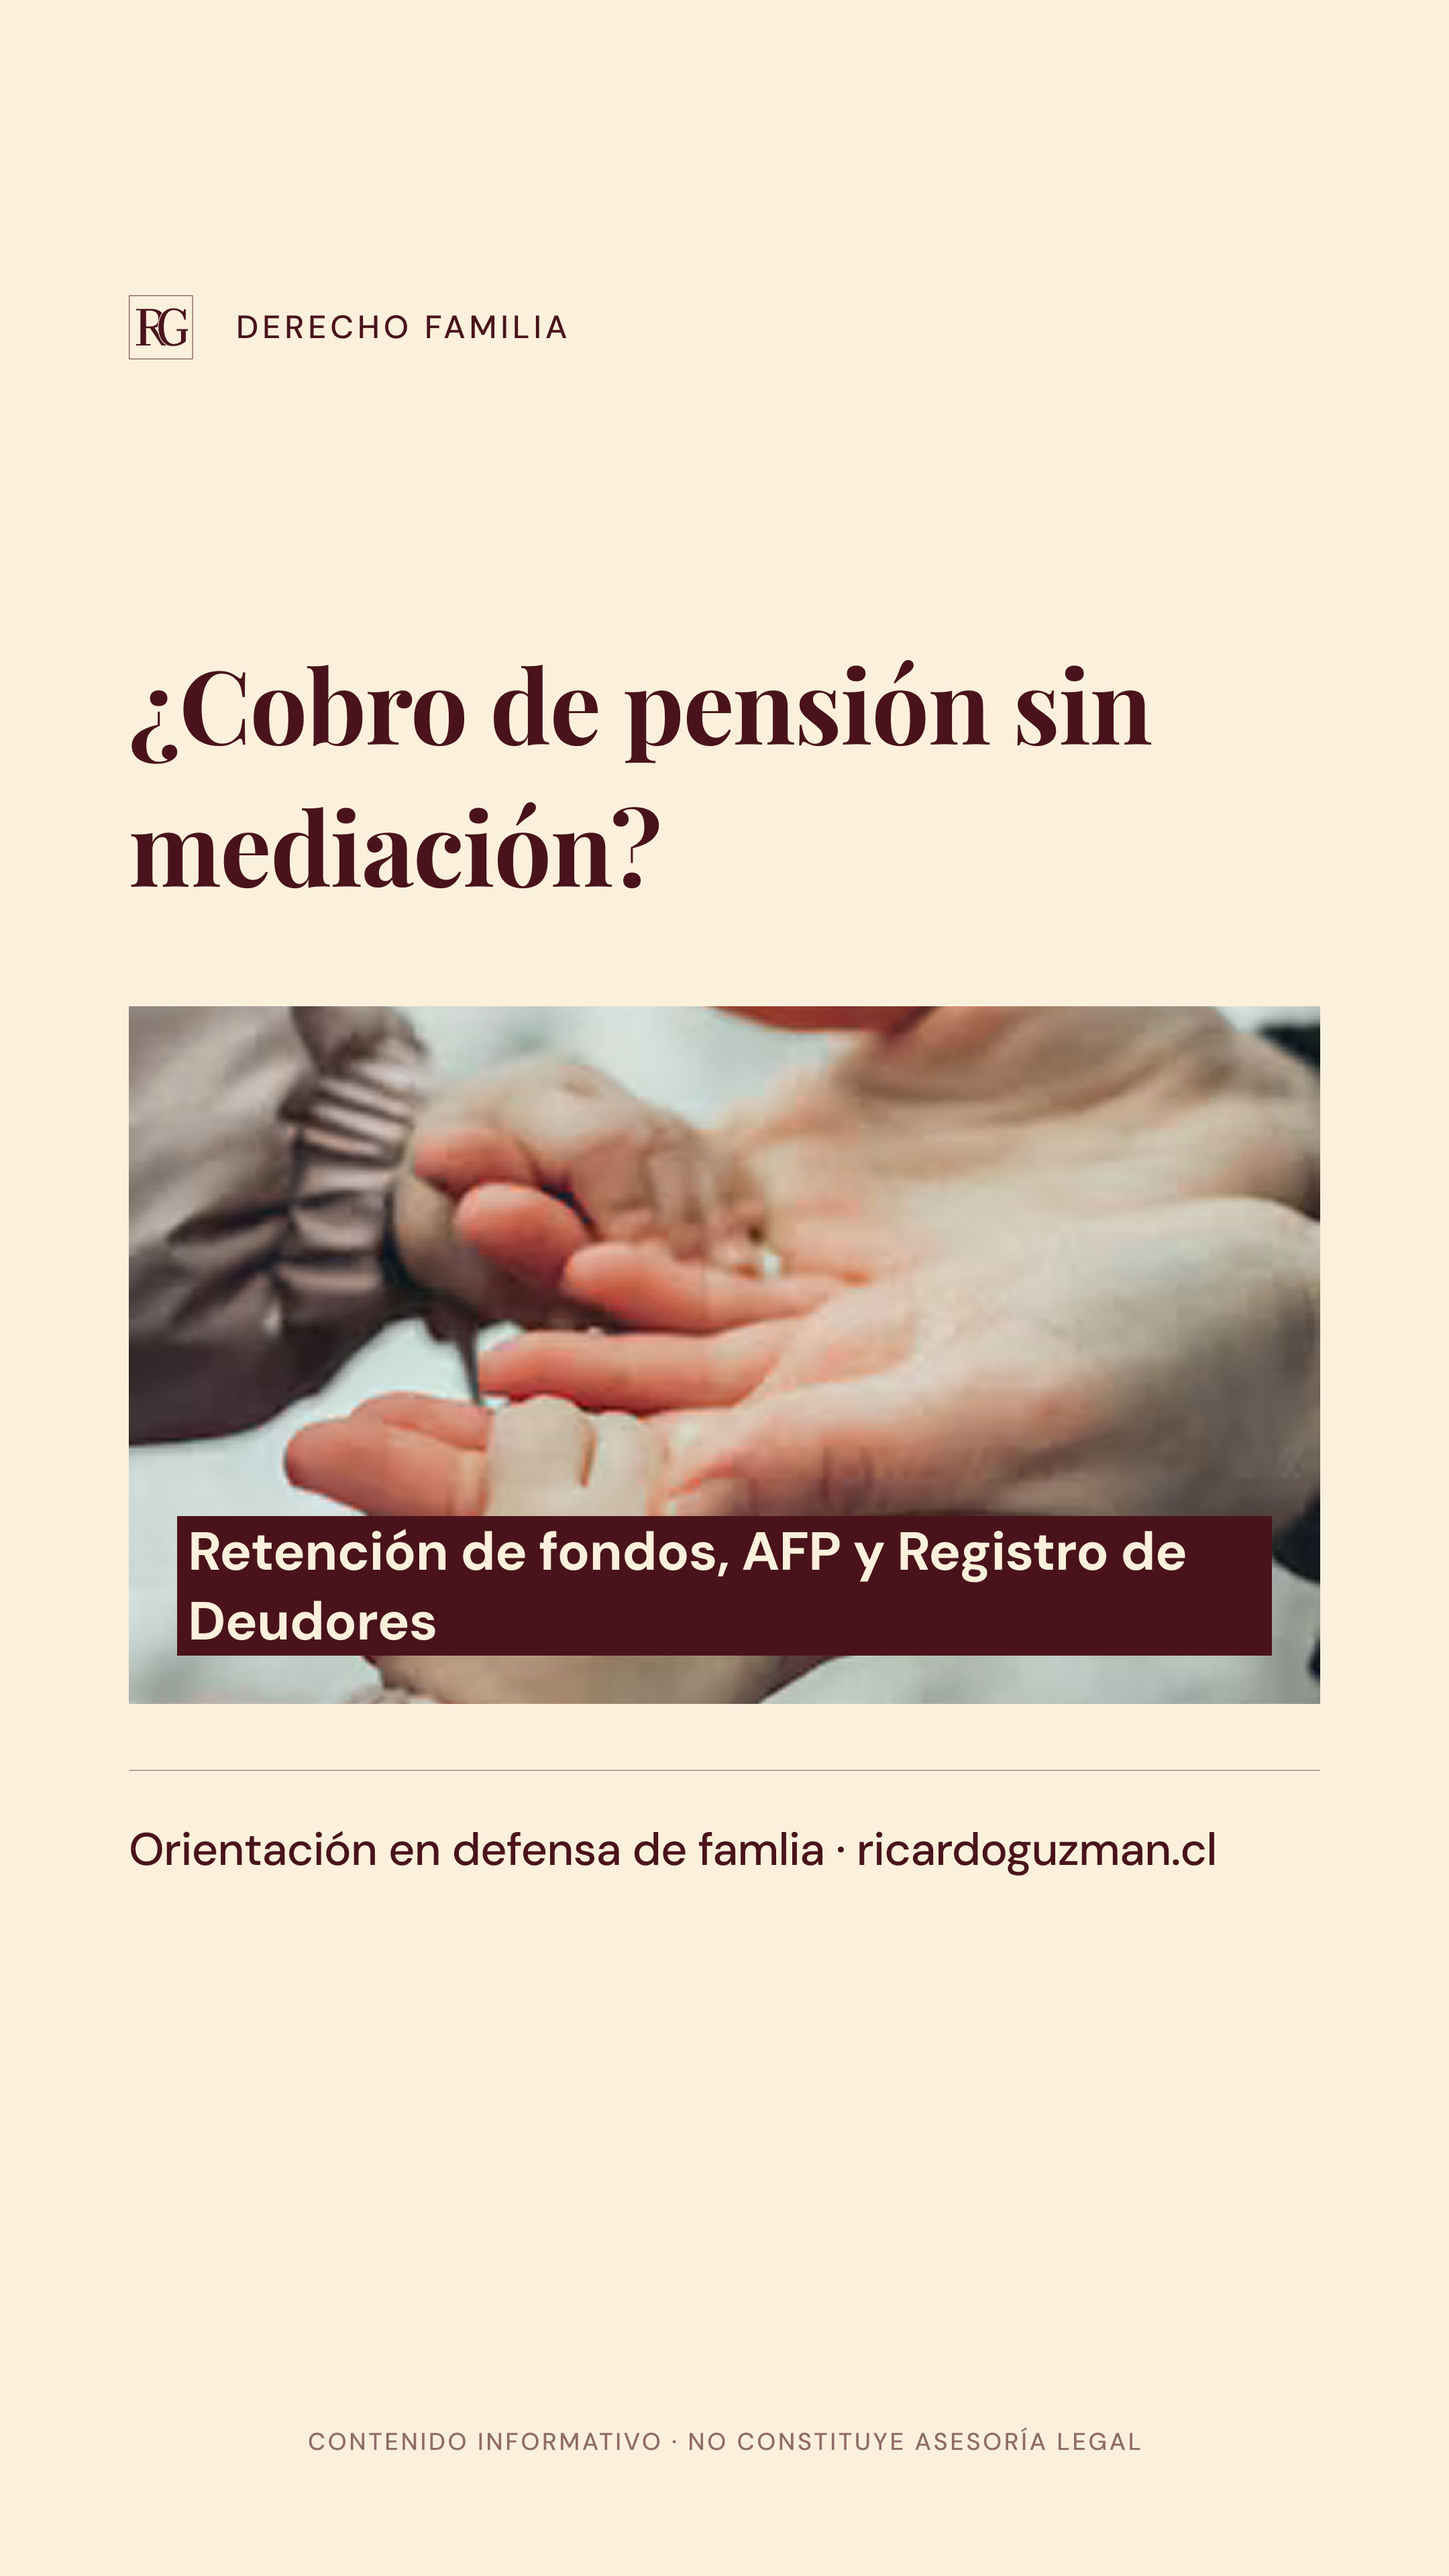 RG
DERECHO FAMILIA
¿Cobro de pensión sin
mediación?
Retención de fondos, AFP y Registro de
Deudores
Orientación en defensa de famlia · ricardoguzman.cl
CONTENIDO INFORMATIVO · NO CONSTITUYE ASESORÍA LEGAL